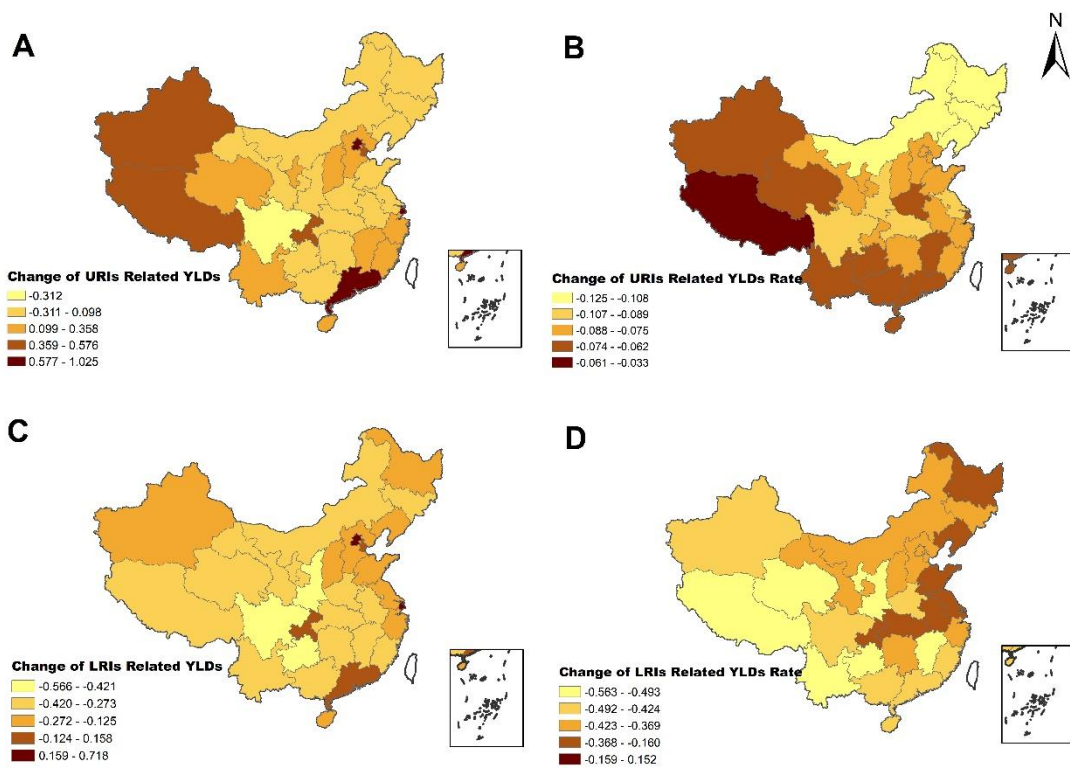 A
B
N
Change of URIs Related YLDs
-0.312
-0.311 - 0.098
0.099 - 0.358
0.359 - 0.576
0.577 - 1.025
Change of URIs Related YLDs Rate
-0.125 - -0.108
-0.107 - -0.089
-0.088 - -0.075
-0.074 - -0.062
-0.061 - -0.033
C
D
Change of LRIs Related YLDs
-0.566 - -0.421
-0.420 - -0.273
-0.272 - -0.125
-0.124 - 0.158
0.159 - 0.718
Change of LRIs Related YLDs Rate
-0.563 - -0.493
-0.492 - -0.424
-0.423 - -0.369
-0.368 - -0.160
-0.159 - 0.152